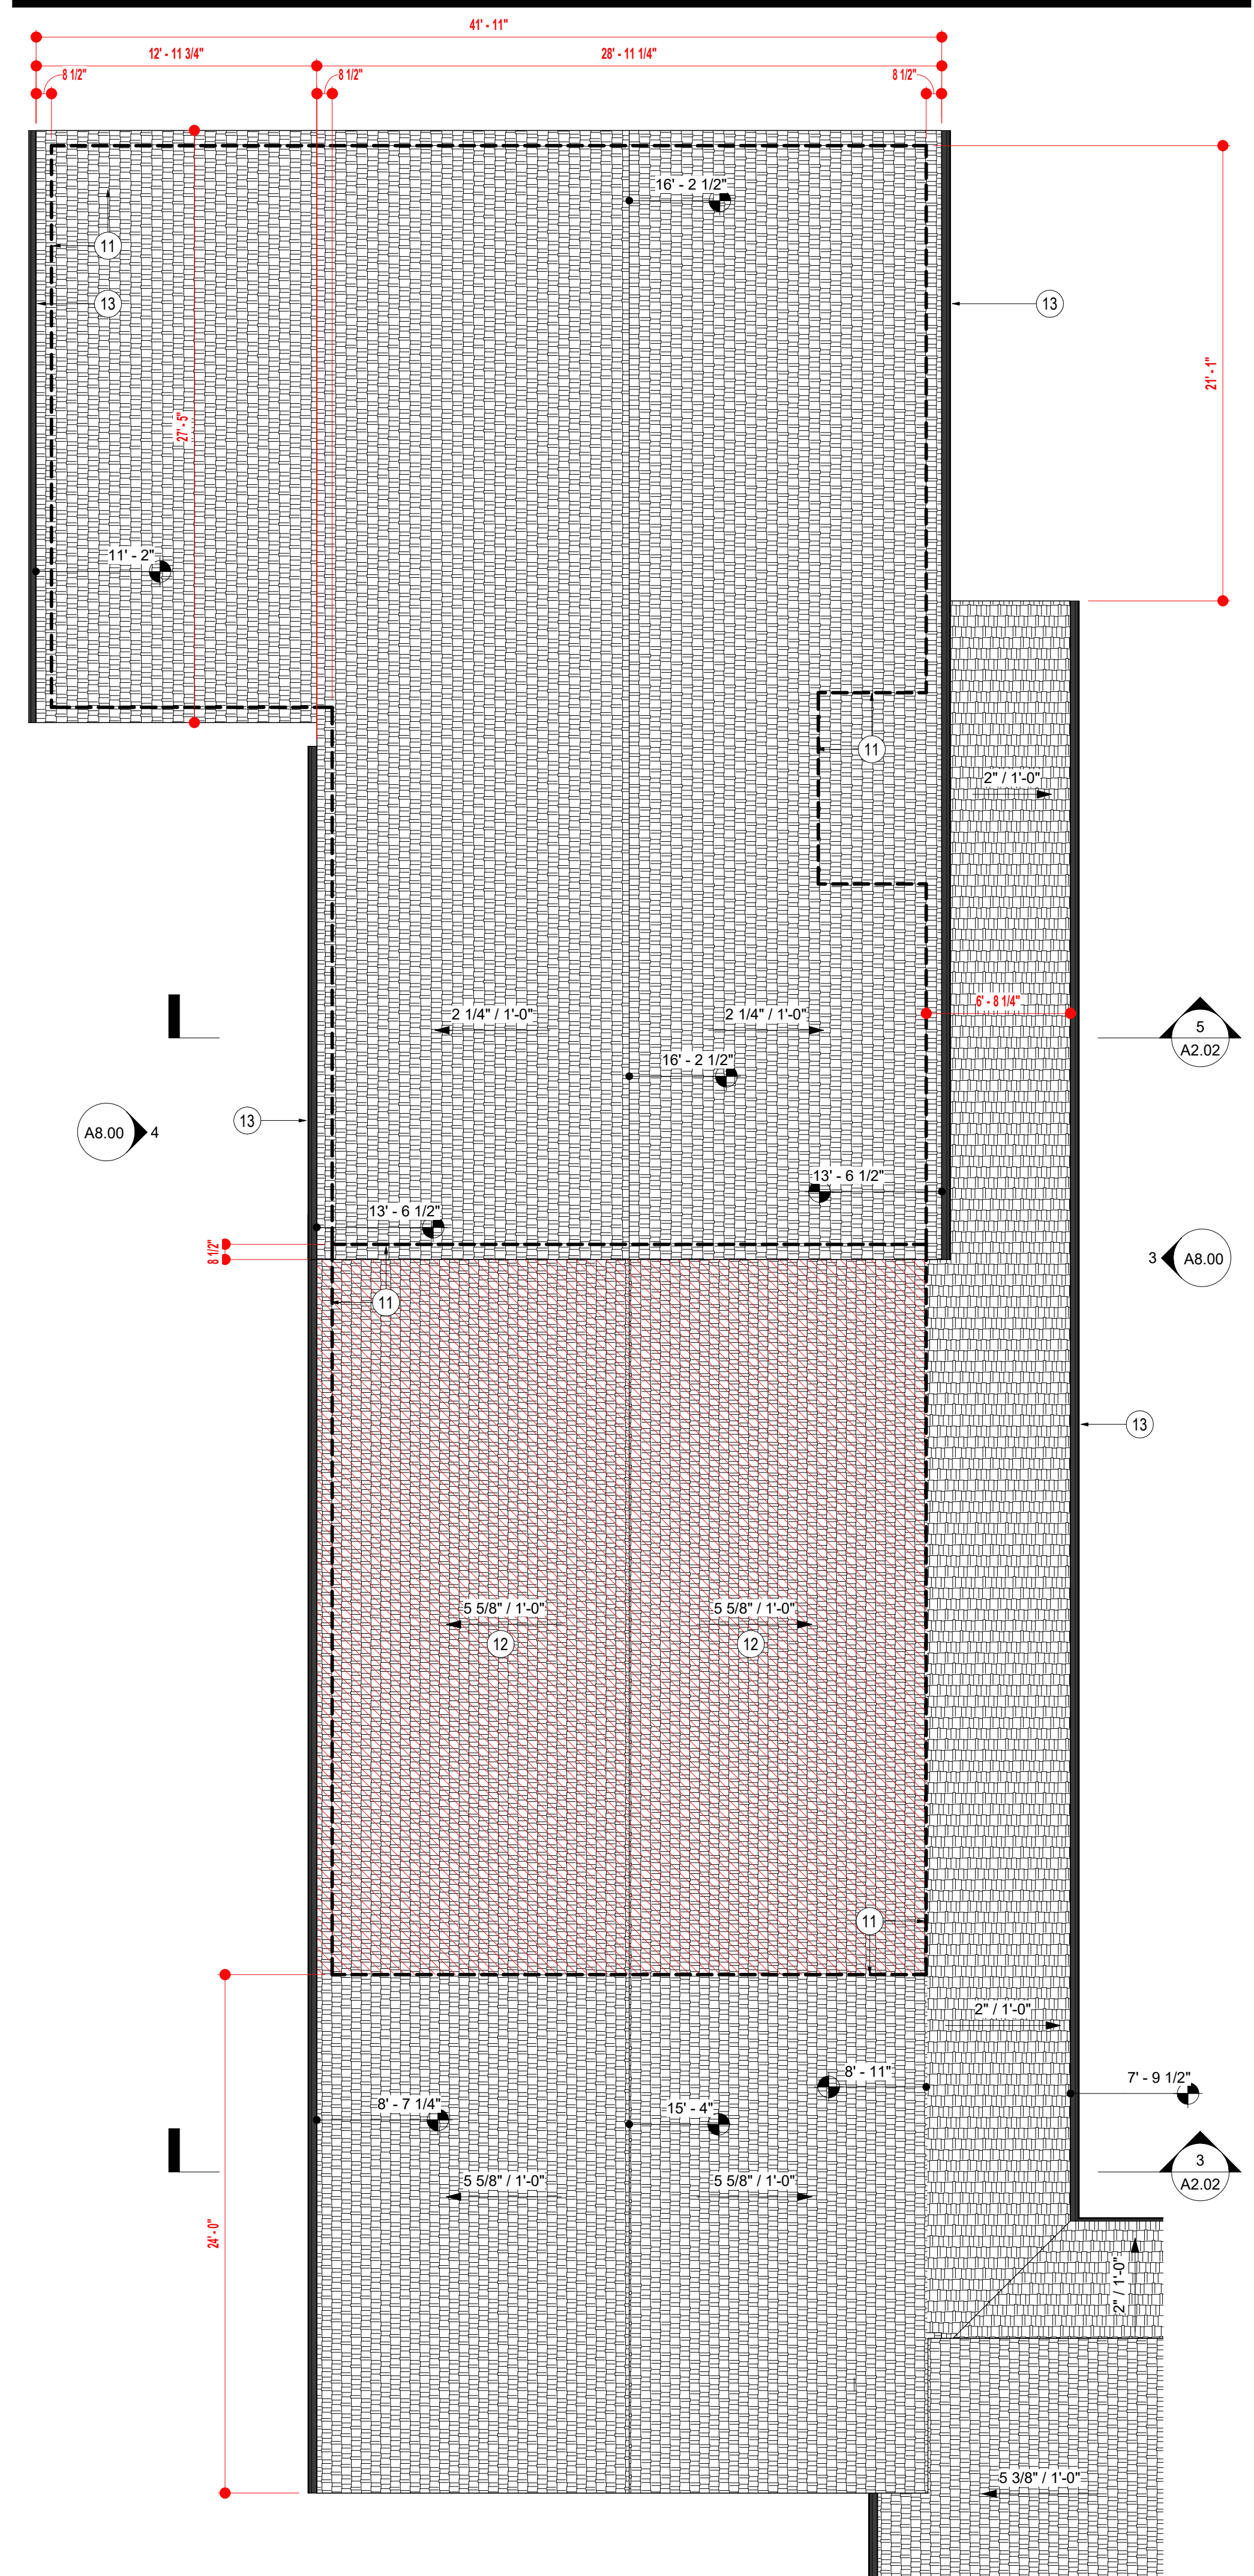 41' - 11"
12' - 11 3/4"
28' - 11 1/4"
8 1/2"
8 1/2"
8 1/2"
16' - 2 1/2"
11
13
13
21' - 1"
27' - 5"
11' - 2"
11
2" / 1'-0"
6' - 8 1/4"
2 1/4" / 1'-0"
2 1/4" / 1'-0"
5
A2.02
16' - 2 1/2"
13
A8.00
4
13' - 6 1/2"
13' - 6 1/2"
8 1/2"
3
A8.00
11
13
5 5/8" / 1'-0"
5 5/8" / 1'-0"
12
12
11
2" / 1'-0"
8' - 11"
7' - 9 1/2"
8' - 7 1/4"
15' - 4"
3
A2.02
5 5/8" / 1'-0"
5 5/8" / 1'-0"
24' - 0"
2" / 1'-0"
5 3/8" / 1'-0"